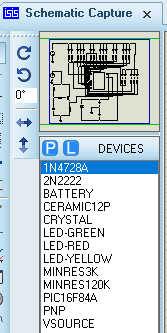 ISIS Schematic Capture
0°
P L DEVICES
1N4728A
2N2222
BATTERY
CERAMIC12P
CRYSTAL
LED-GREEN
LED-RED
LED-YELLOW
MINRES3K
MINRES120K
PIC16F84A
PNP
VSOURCE